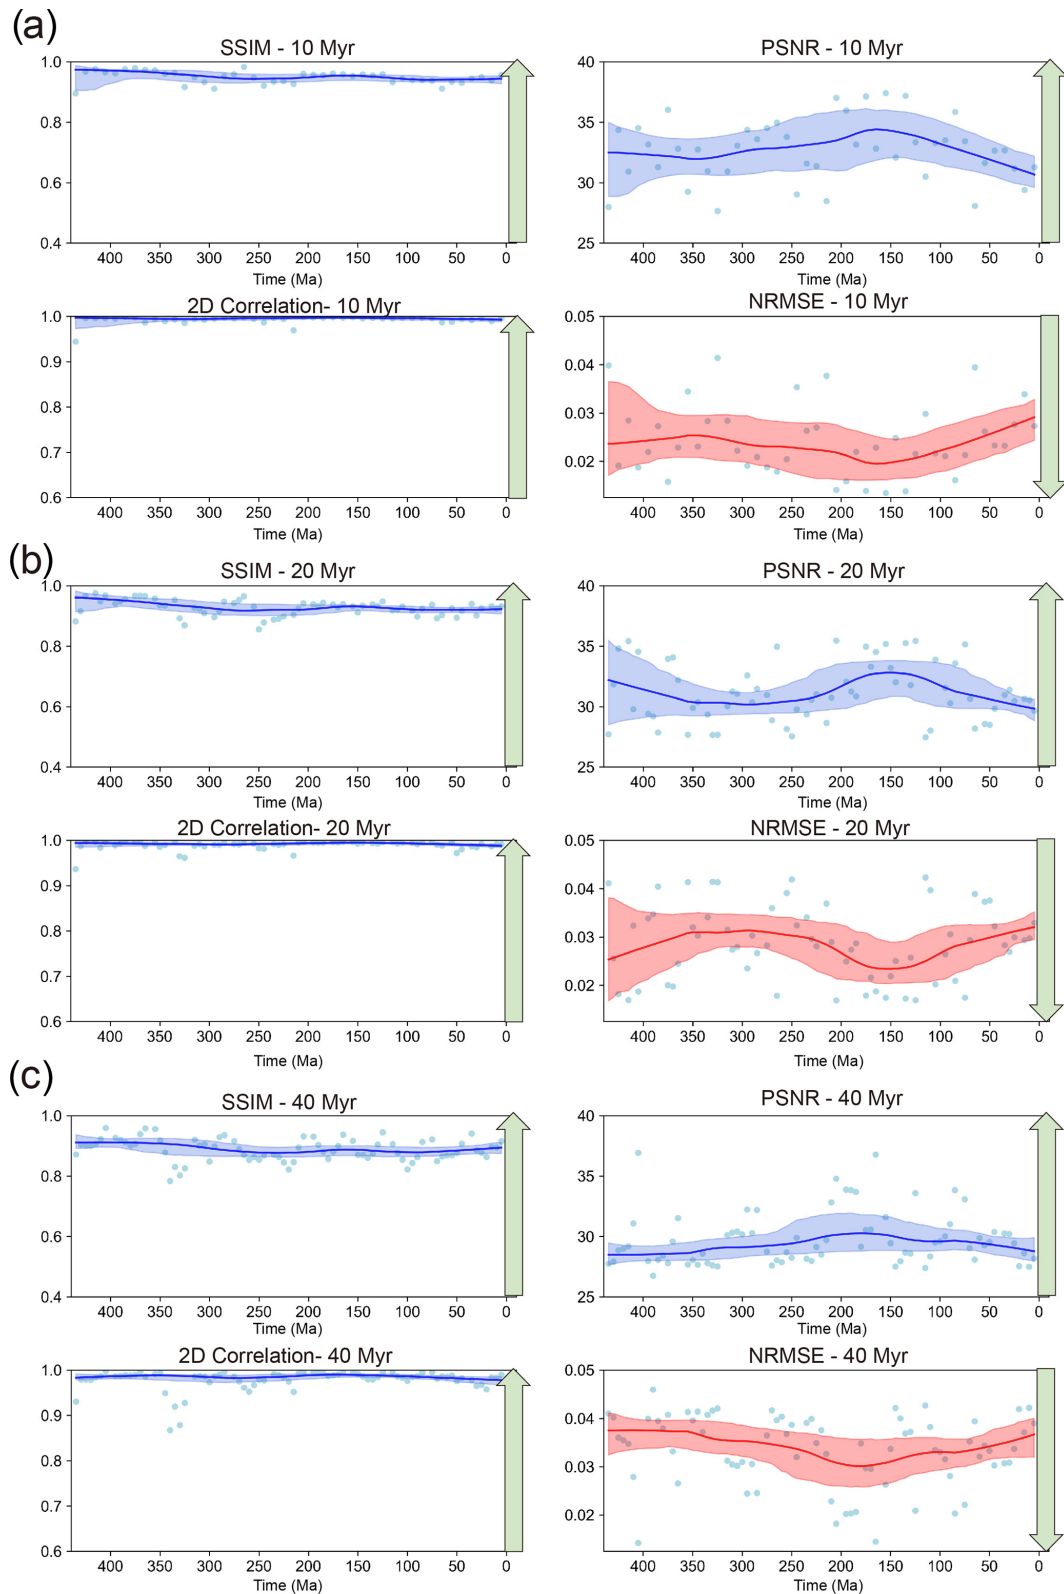 (a)
SSIM - 10 Myr
PSNR - 10 Myr
1.0
0.8
0.6
0.4
400 350 300 250 200 150 100 50 0
Time (Ma)
40
35
30
25
400 350 300 250 200 150 100 50 0
Time (Ma)
2D Correlation- 10 Myr
NRMSE - 10 Myr
1.0
0.9
0.8
0.7
0.6
400 350 300 250 200 150 100 50 0
Time (Ma)
0.05
0.04
0.03
0.02
400 350 300 250 200 150 100 50 0
Time (Ma)
(b)
SSIM - 20 Myr
PSNR - 20 Myr
1.0
0.8
0.6
0.4
400 350 300 250 200 150 100 50 0
Time (Ma)
40
35
30
25
400 350 300 250 200 150 100 50 0
Time (Ma)
2D Correlation- 20 Myr
NRMSE - 20 Myr
1.0
0.9
0.8
0.7
0.6
400 350 300 250 200 150 100 50 0
Time (Ma)
0.05
0.04
0.03
0.02
400 350 300 250 200 150 100 50 0
Time (Ma)
(c)
SSIM - 40 Myr
PSNR - 40 Myr
1.0
0.8
0.6
0.4
400 350 300 250 200 150 100 50 0
Time (Ma)
40
35
30
25
400 350 300 250 200 150 100 50 0
Time (Ma)
2D Correlation- 40 Myr
NRMSE - 40 Myr
1.0
0.9
0.8
0.7
0.6
400 350 300 250 200 150 100 50 0
Time (Ma)
0.05
0.04
0.03
0.02
400 350 300 250 200 150 100 50 0
Time (Ma)